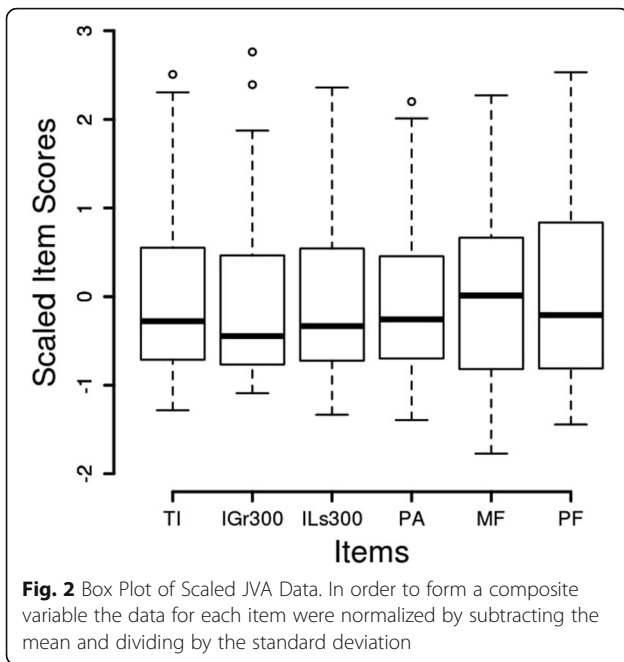 3
2
1
0
-1
-2
Scaled Item Scores
TI IGr300 ILs300 PA MF PF
Items
Fig. 2 Box Plot of Scaled JVA Data. In order to form a composite
variable the data for each item were normalized by subtracting the
mean and dividing by the standard deviation